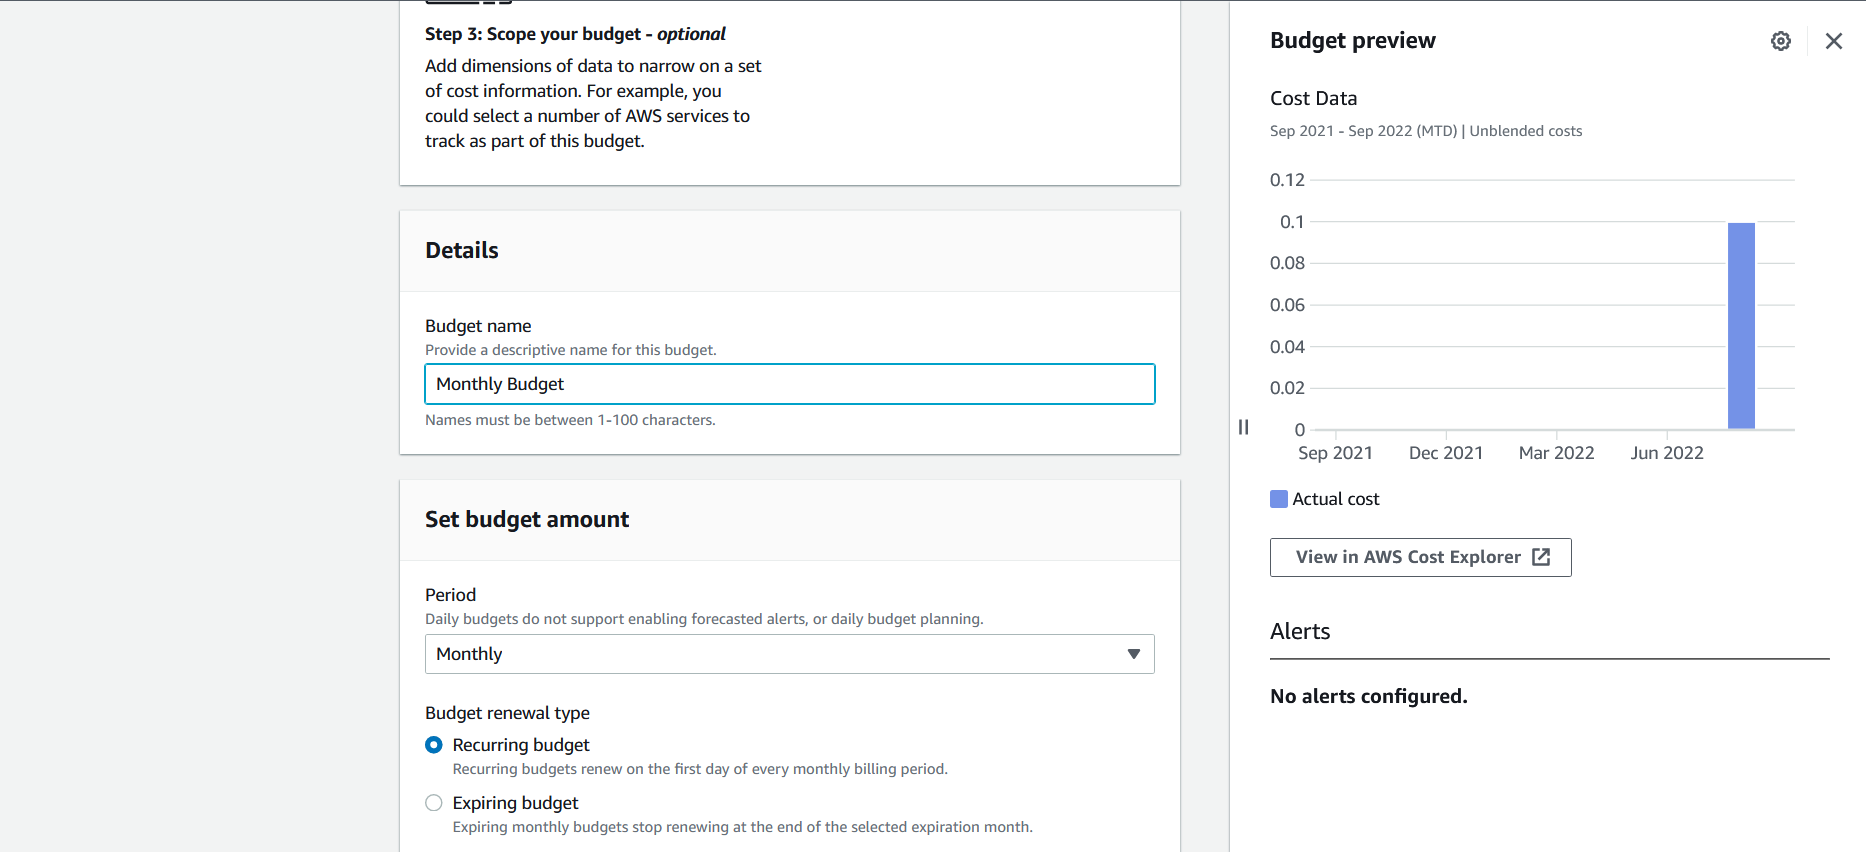 Step 3: Scope your budget - optional
Add dimensions of data to narrow on a set
of cost information. For example, you
could select a number of AWS services to
track as part of this budget.
Details
Budget name
Provide a descriptive name for this budget.
Monthly Budget
Names must be between 1-100 characters.
Set budget amount
Period
Daily budgets do not support enabling forecasted alerts, or daily budget planning.
Monthly
Budget renewal type
Recurring budget
Recurring budgets renew on the first day of every monthly billing period.
Expiring budget
Expiring monthly budgets stop renewing at the end of the selected expiration month.
Budget preview
Cost Data
Sep 2021 - Sep 2022 (MTD) | Unblended costs
0.12
0.1
0.08
0.06
0.04
0.02
0
Sep 2021 Dec 2021 Mar 2022 Jun 2022
Actual cost
View in AWS Cost Explorer
Alerts
No alerts configured.